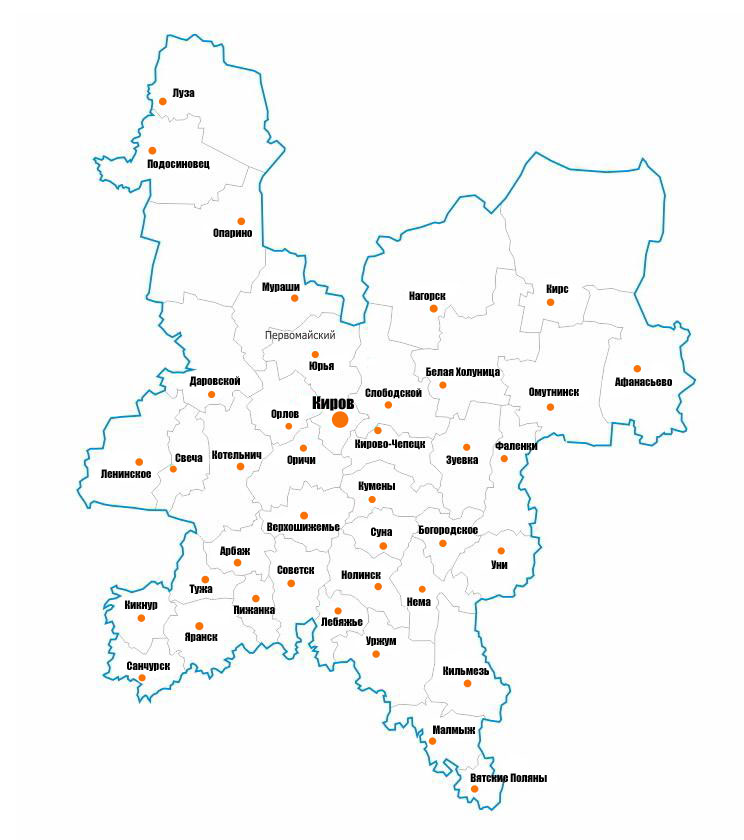 Луза
Подосиновец
Опарино
Мураши
Нагорск
Кирс
Первомайский
Юрья
Даровской
Белая Холуница
Афанасьево
Слободской
Омутнинск
Киров
Орлов
Кирово-Чепецк
Фаленки
Оричи
Зуевка
Котельнич
Свеча
Ленинское
Кумены
Верхошижемье
Суна
Богородское
Арбаж
Уни
Советск
Нолинск
Тужа
Нема
Кикнур
Пижанка
Лебяжье
Яранск
Уржум
Санчурск
Кильмезь
Малмыж
Вятские Поляны